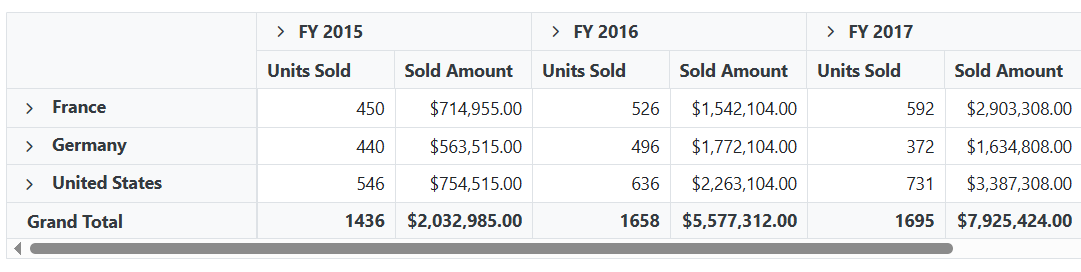 FY 2015 FY 2016 FY 2017
Units Sold Sold Amount Units Sold Sold Amount Units Sold Sold Amount
France 450 $714,955.00 526 $1,542,104.00 592 $2,903,308.00
Germany 440 $563,515.00 496 $1,772,104.00 372 $1,634,808.00
United States 546 $754,515.00 636 $2,263,104.00 731 $3,387,308.00
Grand Total 1436 $2,032,985.00 1658 $5,577,312.00 1695 $7,925,424.00